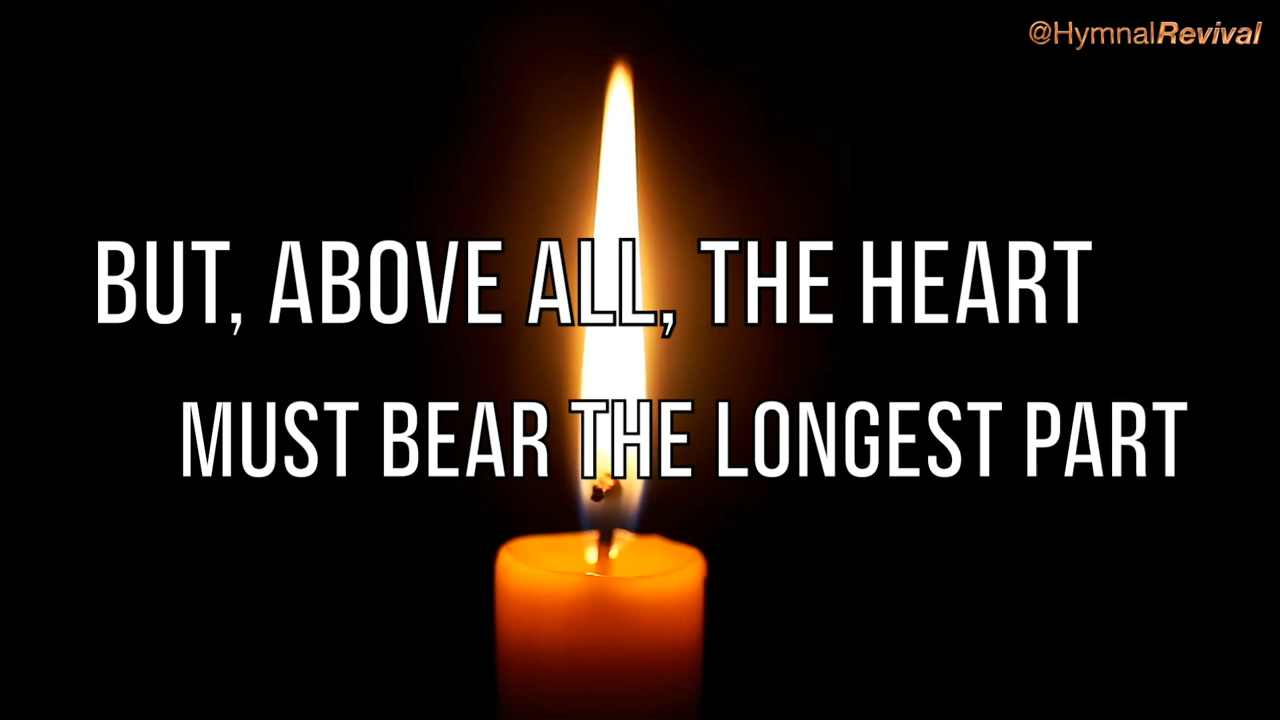 @HymnalRevival
BUT, ABOVE ALL, THE HEART
MUST BEAR THE LONGEST PART